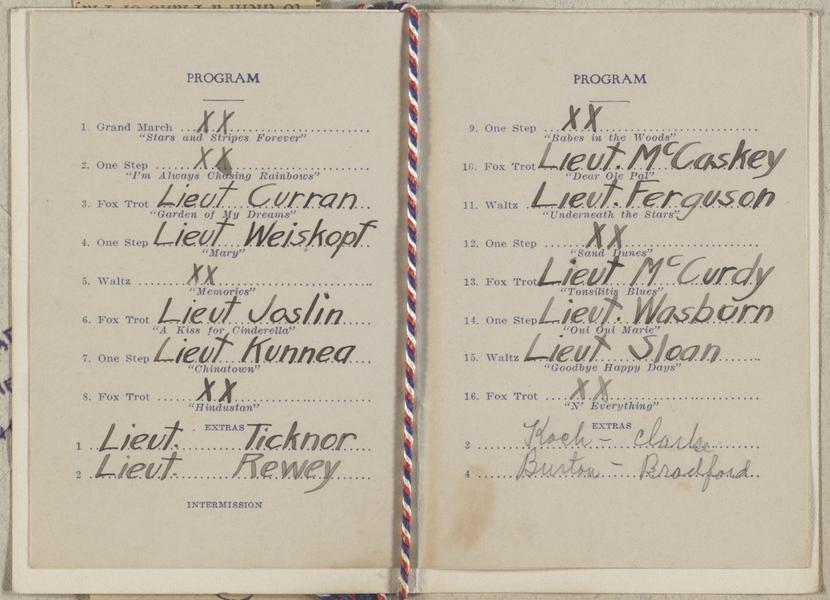 PROGRAM
1. Grand March XX
"Stars and Stripes Forever"
2. One Step XX
"I'm Always Chasing Rainbows"
3. Fox Trot Lieut Curran
"Garden of My Dreams"
4. One Step Lieut Weiskopf
"Mary"
5. Waltz XX
"Memories"
6. Fox Trot Lieut Joslin
"A Kiss for Cinderella"
7. One Step Lieut Kunnea
"Chinatown"
8. Fox Trot XX
"Hindustan"
EXTRAS
1 Lieut. Ticknor
2 Lieut. Rewey
INTERMISSION
PROGRAM
9. One Step XX
"Babes in the Woods"
10. Fox Trot Lieut. McCaskey
"Dear Ole Pal"
11. Waltz Lieut. Ferguson
"Underneath the Stars"
12. One Step XX
"Sand Dunes"
13. Fox Trot Lieut McCurdy
"Tonsilitis Blues"
14. One Step Lieut. Wasborn
"Oui Oui Marie"
15. Waltz Lieut Sloan
"Goodbye Happy Days"
16. Fox Trot XX
"N' Everything"
EXTRAS
3 Koch - Clark
4 Burton - Bradford